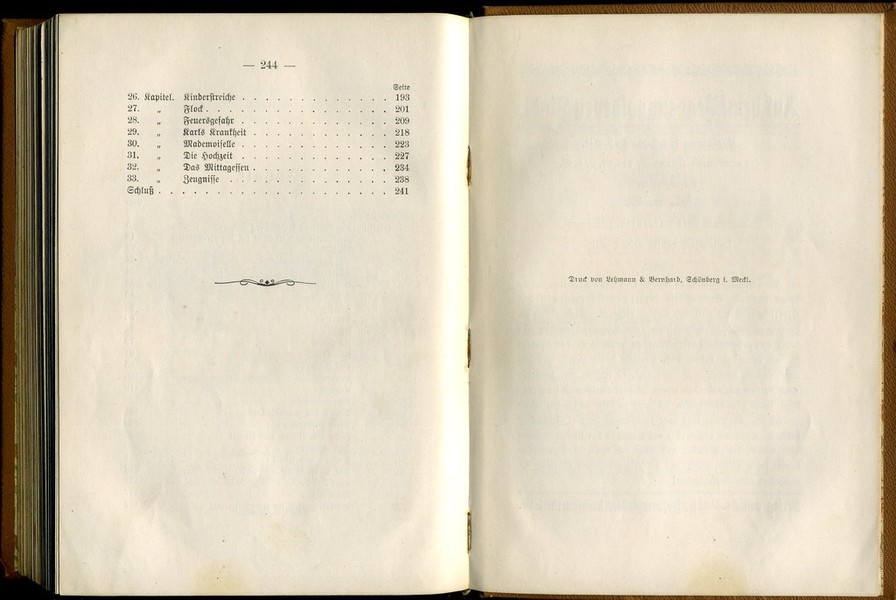 — 244 —
Seite
26. Kapitel. Kinderstreiche . . . . . . . . . . . . 193
27. „ Flock . . . . . . . . . . . . . . 201
28. „ Feuersgefahr . . . . . . . . . . . . 209
29. „ Karls Krankheit . . . . . . . . . . . 218
30. „ Mademoiselle . . . . . . . . . . . . 223
31. „ Die Hochzeit . . . . . . . . . . . . 227
32. „ Das Mittagessen . . . . . . . . . . . 234
33. „ Zeugnisse . . . . . . . . . . . . . 238
Schluß . . . . . . . . . . . . . . . . . 241
Druck von Lehmann & Bernhard, Schönberg i. Meckl.